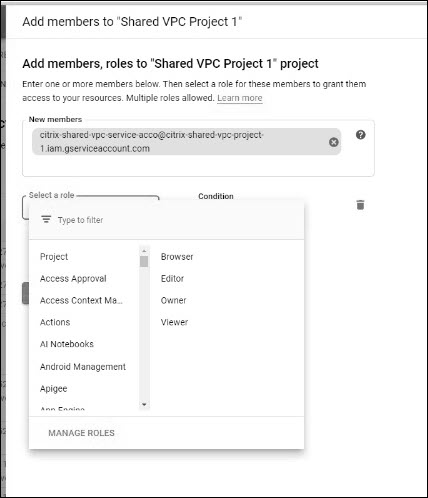 Add members to "Shared VPC Project 1"
Add members, roles to "Shared VPC Project 1" project
Enter one or more members below. Then select a role for these members to grant them
access to your resources. Multiple roles allowed. Learn more
New members
citrix-shared-vpc-service-acco@citrix-shared-vpc-project-
1.iam.gserviceaccount.com
Select a role
Condition
Type to filter
Project
Browser
Access Approval
Editor
Access Context Ma...
Owner
Actions
Viewer
AI Notebooks
Android Management
Apigee
App Engine
MANAGE ROLES